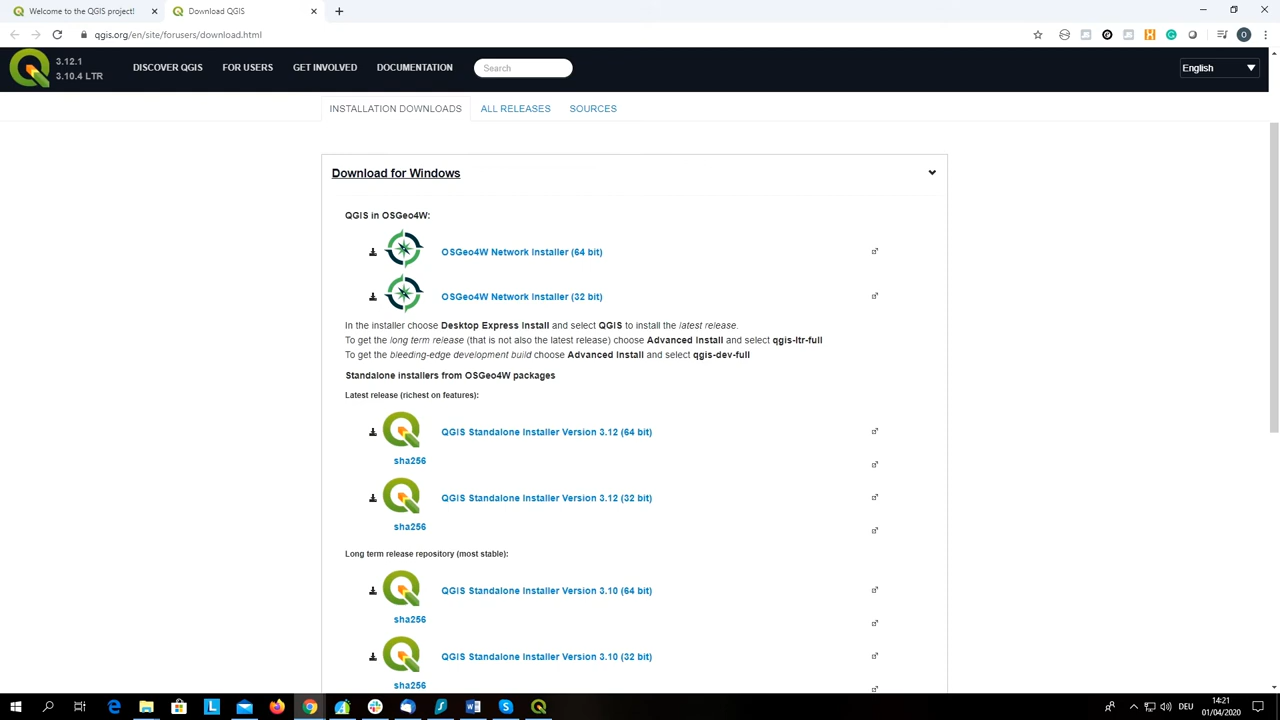 Welcome to the QGIS project!
Download QGIS
qgis.org/en/site/forusers/download.html
O
3.12.1
3.10.4 LTR
DISCOVER QGIS
FOR USERS
GET INVOLVED
DOCUMENTATION
Search
English
INSTALLATION DOWNLOADS
ALL RELEASES
SOURCES
Download for Windows
QGIS in OSGeo4W:
OSGeo4W Network Installer (64 bit)
OSGeo4W Network Installer (32 bit)
In the installer choose Desktop Express Install and select QGIS to install the latest release.
To get the long term release (that is not also the latest release) choose Advanced Install and select qgis-ltr-full
To get the bleeding-edge development build choose Advanced Install and select qgis-dev-full
Standalone installers from OSGeo4W packages
Latest release (richest on features):
QGIS Standalone Installer Version 3.12 (64 bit)
sha256
QGIS Standalone Installer Version 3.12 (32 bit)
sha256
Long term release repository (most stable):
QGIS Standalone Installer Version 3.10 (64 bit)
sha256
QGIS Standalone Installer Version 3.10 (32 bit)
sha256
DEU
14:21
01/04/2020